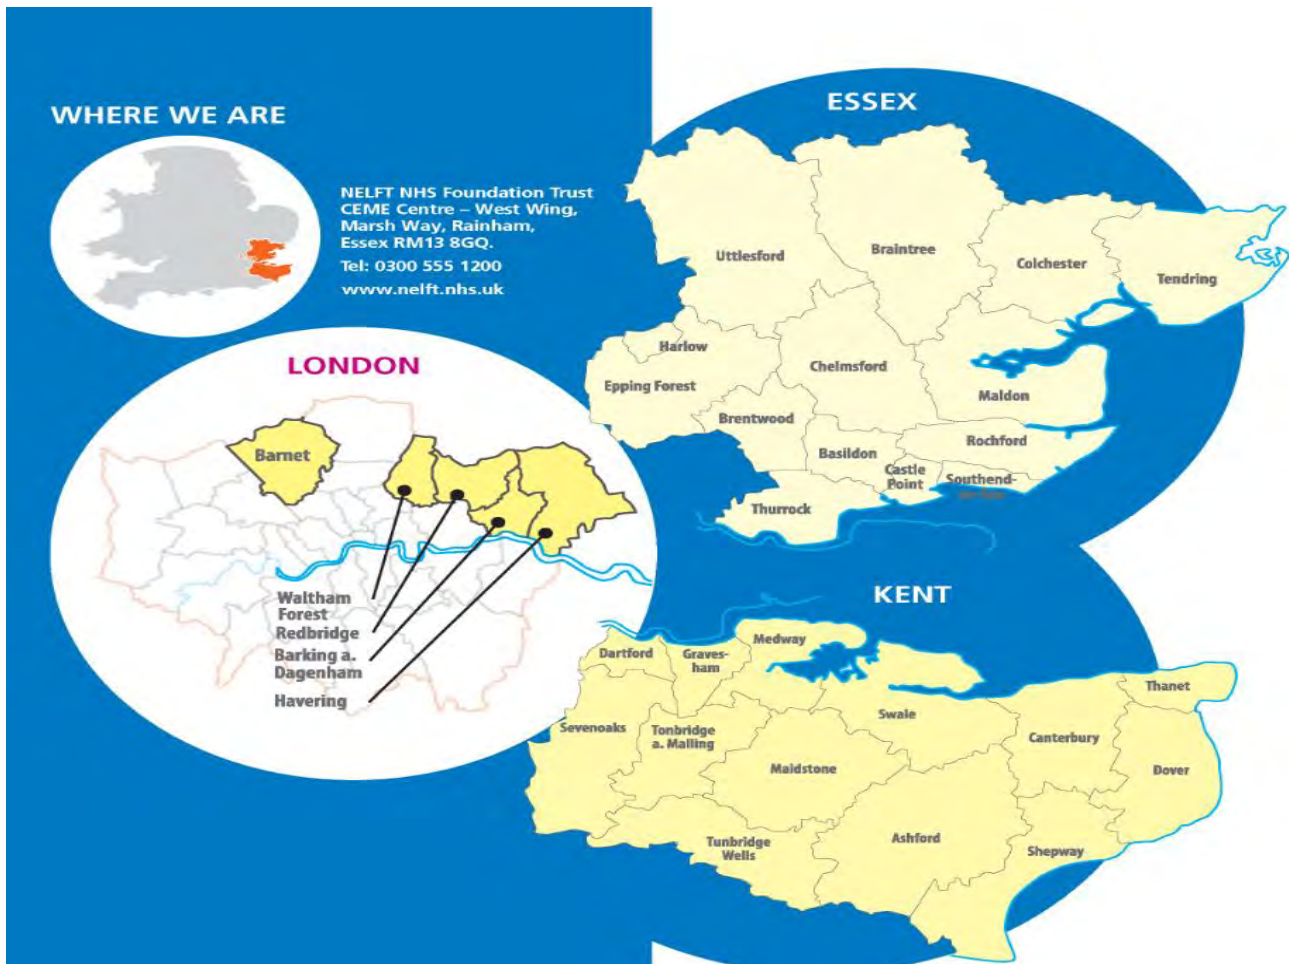 WHERE WE ARE
NELFT NHS Foundation Trust
CEME Centre – West Wing,
Marsh Way, Rainham,
Essex RM13 8GQ.
Tel: 0300 555 1200
www.nelft.nhs.uk
LONDON
Barnet
Waltham
Forest
Redbridge
Barking a.
Dagenham
Havering
ESSEX
Uttlesford
Braintree
Colchester
Tendring
Harlow
Epping Forest
Chelmsford
Maldon
Brentwood
Rochford
Basildon
Castle
Point
Southend-
Thurrock
KENT
Medway
Dartford
Graves-
ham
Thanet
Swale
Sevenoaks
Tonbridge
a. Malling
Canterbury
Maidstone
Dover
Tunbridge
Wells
Ashford
Shepway